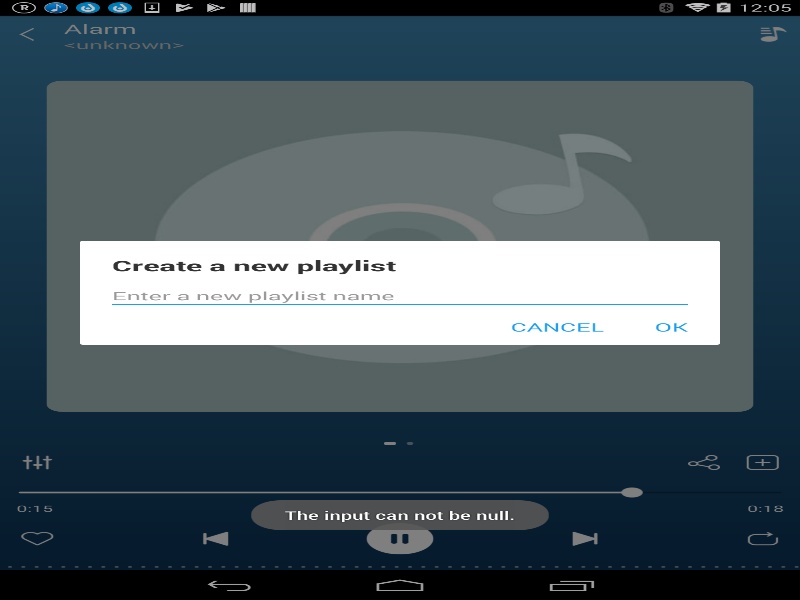 R
12:05
Alarm
<unknown>
Create a new playlist
Enter a new playlist name
CANCEL
OK
0:15
0:18
The input can not be null.